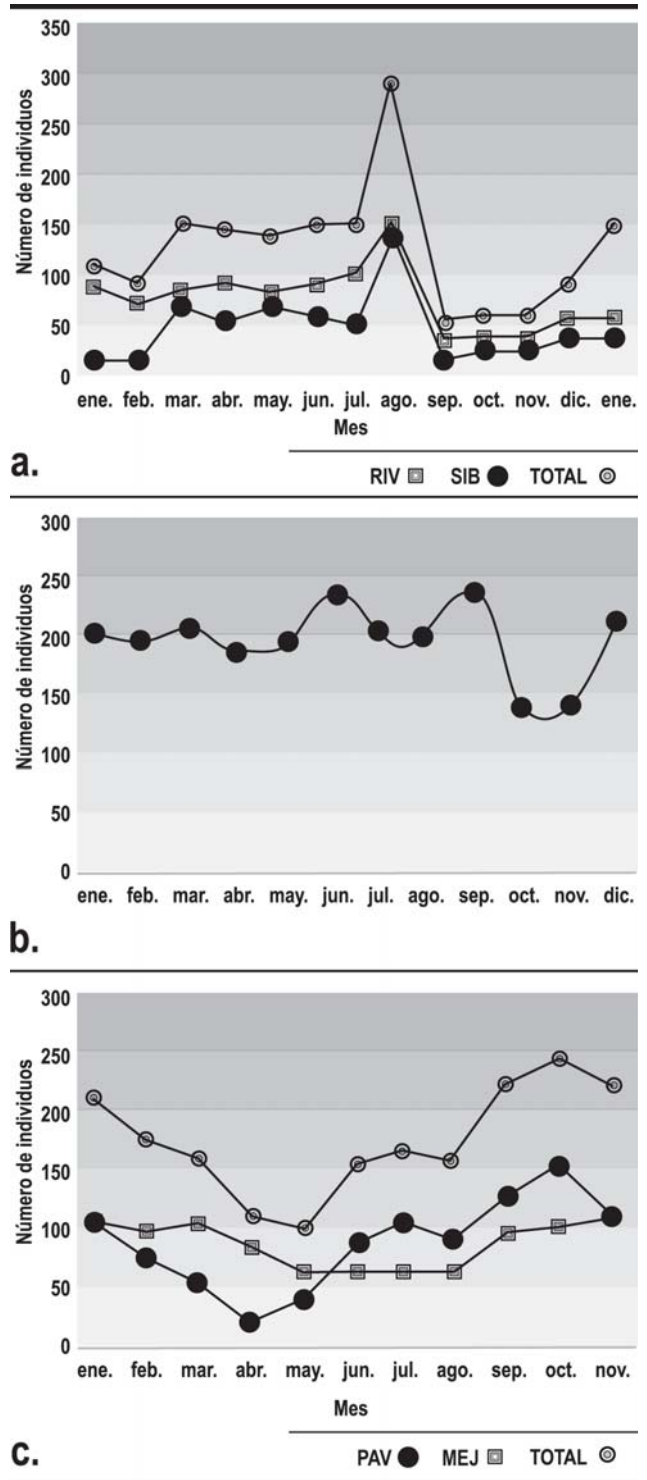 Número de individuos
350
300
250
200
150
100
50
0
ene. feb. mar. abr. may. jun. jul. ago. sep. oct. nov. dic. ene.
Mes
a.
RIV SIB TOTAL
Número de individuos
300
250
200
150
100
50
0
ene. feb. mar. abr. may. jun. jul. ago. sep. oct. nov. dic.
b.
Número de individuos
300
250
200
150
100
50
0
ene. feb. mar. abr. may. jun. jul. ago. sep. oct. nov.
Mes
c.
PAV MEJ TOTAL